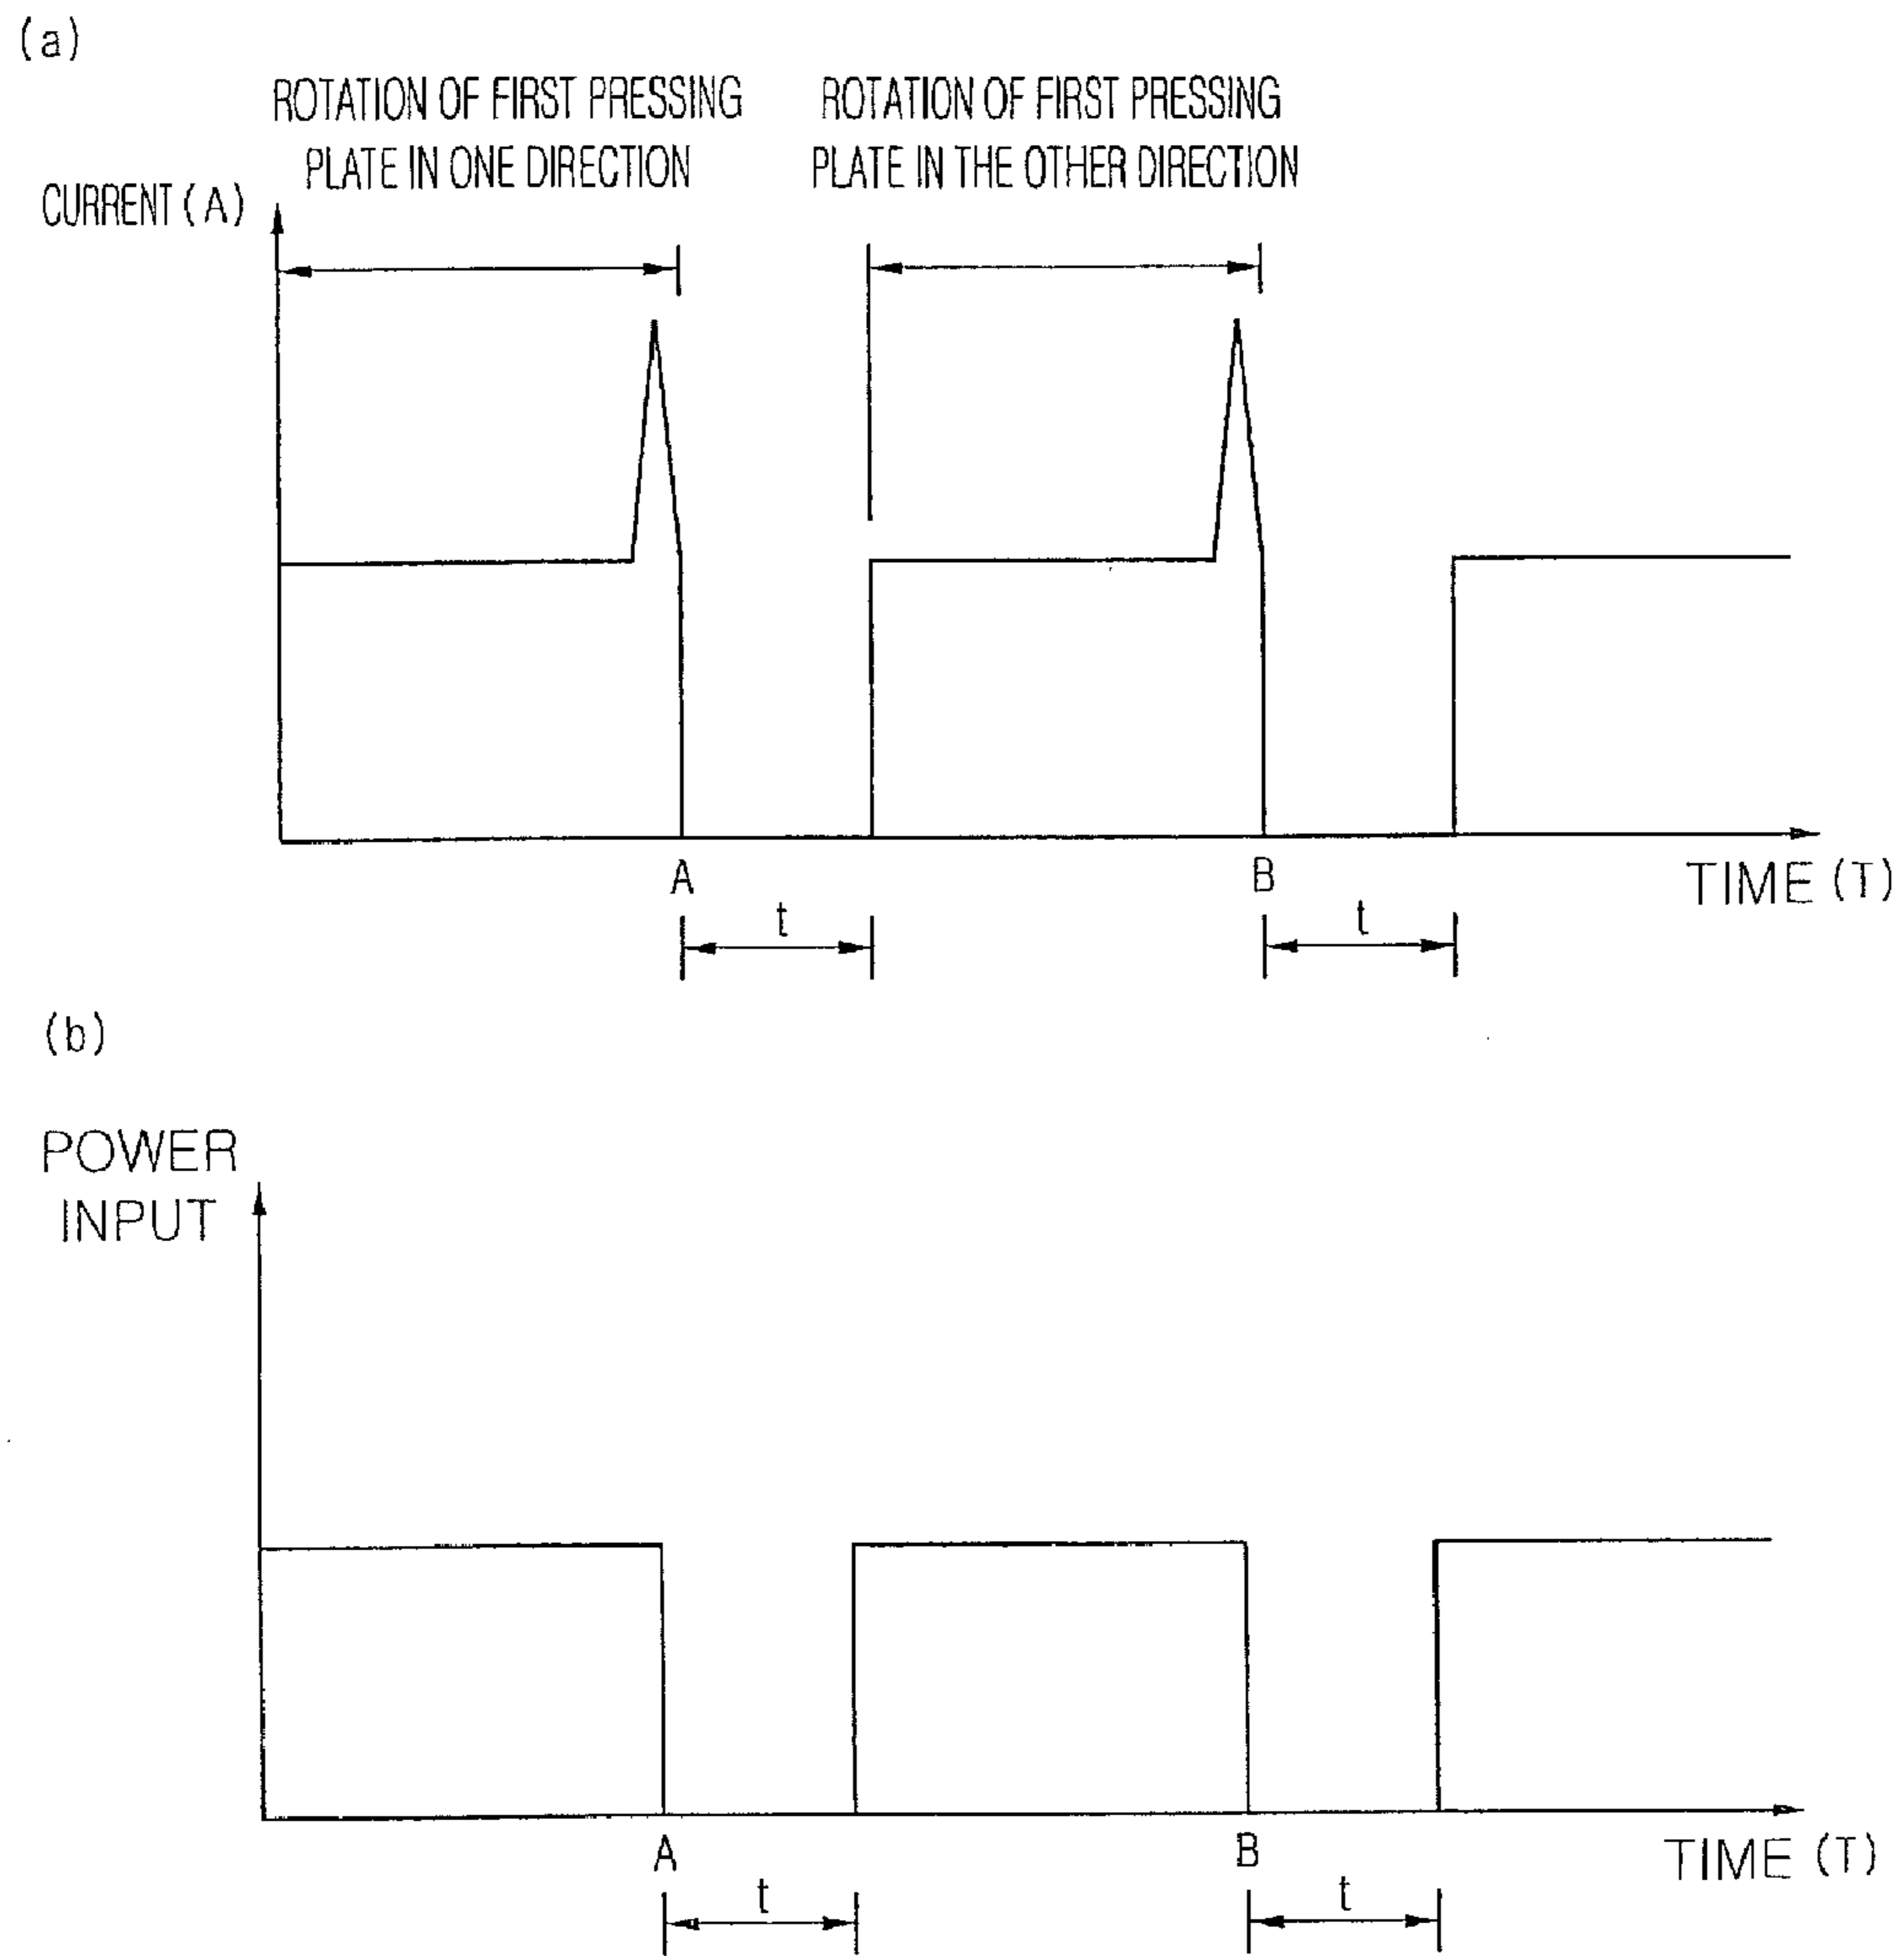 (a)
ROTATION OF FIRST PRESSING
PLATE IN ONE DIRECTION
ROTATION OF FIRST PRESSING
PLATE IN THE OTHER DIRECTION
CURRENT (A)
A
B
TIME (T)
t
t
(b)
POWER
INPUT
A
B
TIME (T)
t
t